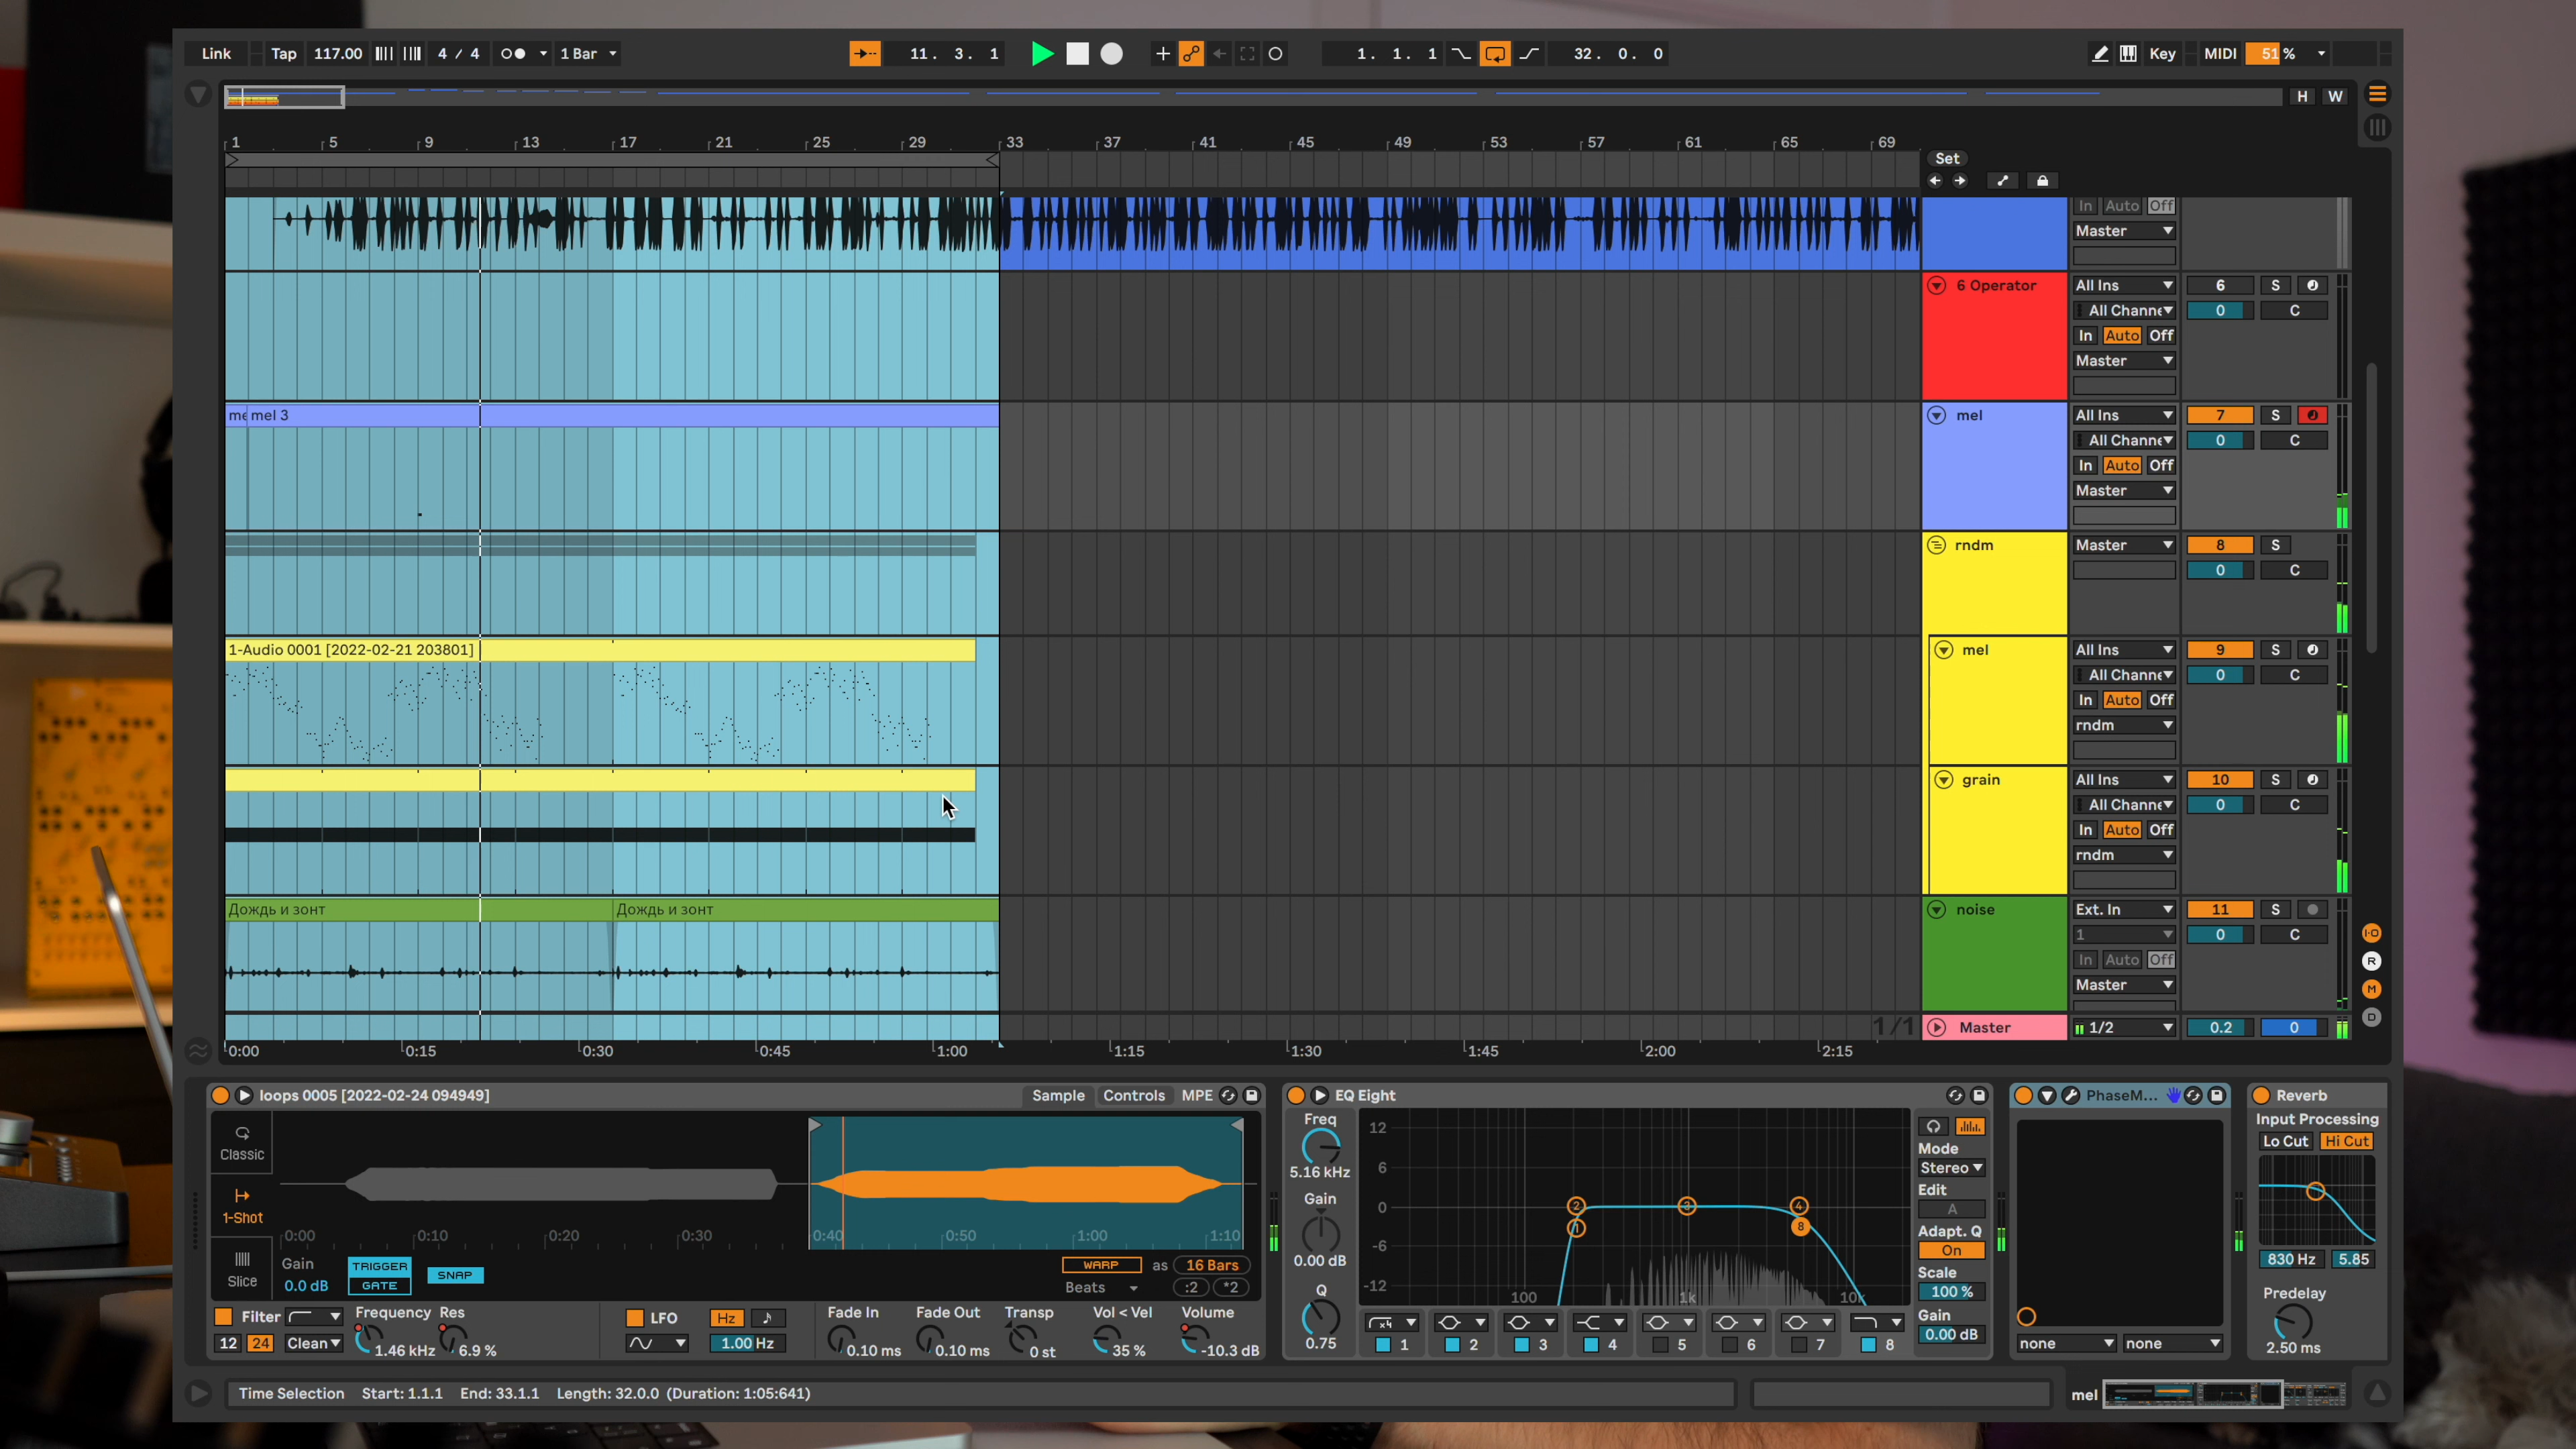 Link Tap 117.00 4 / 4 1 Bar 11. 3. 1 1. 1. 1 32. 0. 0 Key MIDI 51 %
H W
1 5 9 13 17 21 25 29 33 37 41 45 49 53 57 61 65 69
Set
In Auto Off
Master
6 Operator All Ins 6 S
All Channe 0 C
In Auto Off
Master
me mel 3 mel All Ins 7 S
All Channe 0 C
In Auto Off
Master
rndm Master 8 S
0 C
1-Audio 0001 [2022-02-21 203801] mel All Ins 9 S
All Channe 0 C
In Auto Off
rndm
grain All Ins 10 S
All Channe 0 C
In Auto Off
rndm
Дождь и зонт Дождь и зонт noise Ext. In 11 S
1 0 C
In Auto Off
Master
I·O
R
M
D
1/1 Master 1/2 0.2 0
0:00 0:15 0:30 0:45 1:00 1:15 1:30 1:45 2:00 2:15
loops 0005 [2022-02-24 094949] Sample Controls MPE
Classic
1-Shot
Slice
0:00 0:10 0:20 0:30 0:40 0:50 1:00 1:10
Gain
0.0 dB
TRIGGER
GATE
SNAP
WARP as 16 Bars
Beats :2 *2
Filter Frequency Res LFO Hz Fade In Fade Out Transp Vol < Vel Volume
12 24 Clean 1.46 kHz 6.9 % 1.00 Hz 0.10 ms 0.10 ms 0 st 35 % -10.3 dB
EQ Eight
Freq
5.16 kHz
Gain
0.00 dB
Q
0.75
12
6
0
-6
-12
100 1k 10k
2 3 4
1 8
1 2 3 4 5 6 7 8
Mode
Stereo
Edit
A
Adapt. Q
On
Scale
100 %
Gain
0.00 dB
PhaseM...
none none
Reverb
Input Processing
Lo Cut Hi Cut
830 Hz 5.85
Predelay
2.50 ms
Time Selection Start: 1.1.1 End: 33.1.1 Length: 32.0.0 (Duration: 1:05:641)
mel